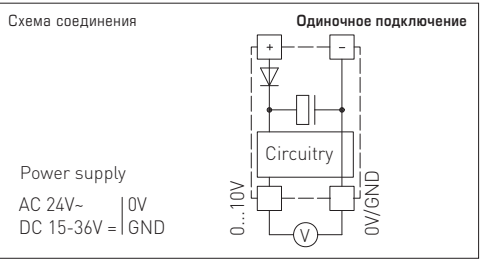 Схема соединения
Одиночное подключение
+ −
Circuitry
Power supply
AC 24V~ | 0V
DC 15-36V = | GND
0...10V
0V/GND
V